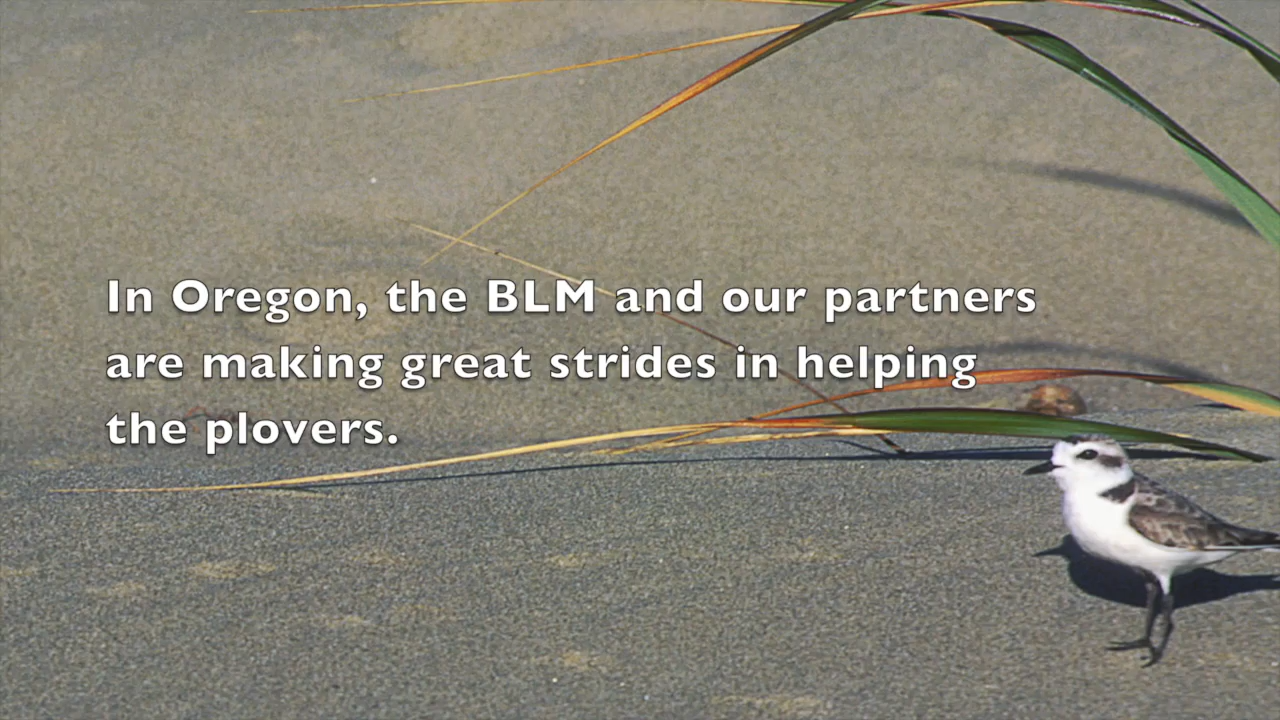 In Oregon, the BLM and our partners
are making great strides in helping
the plovers.